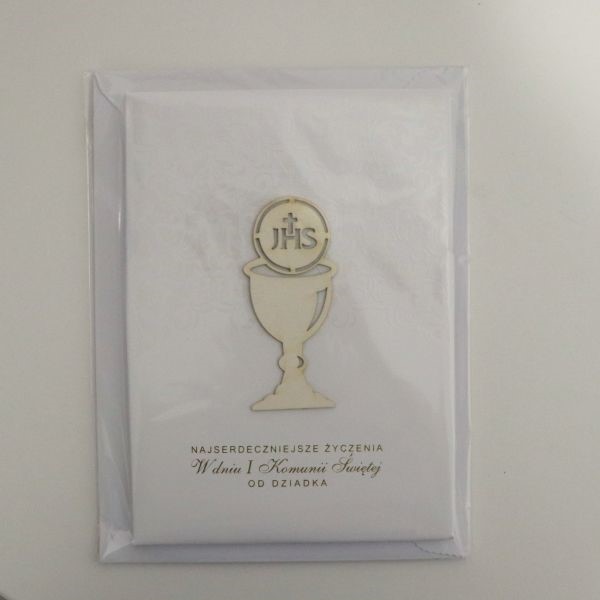 JHS
NAJSERDECZNIEJSZE ŻYCZENIA
W dniu I Komunii Świętej
OD DZIADKA